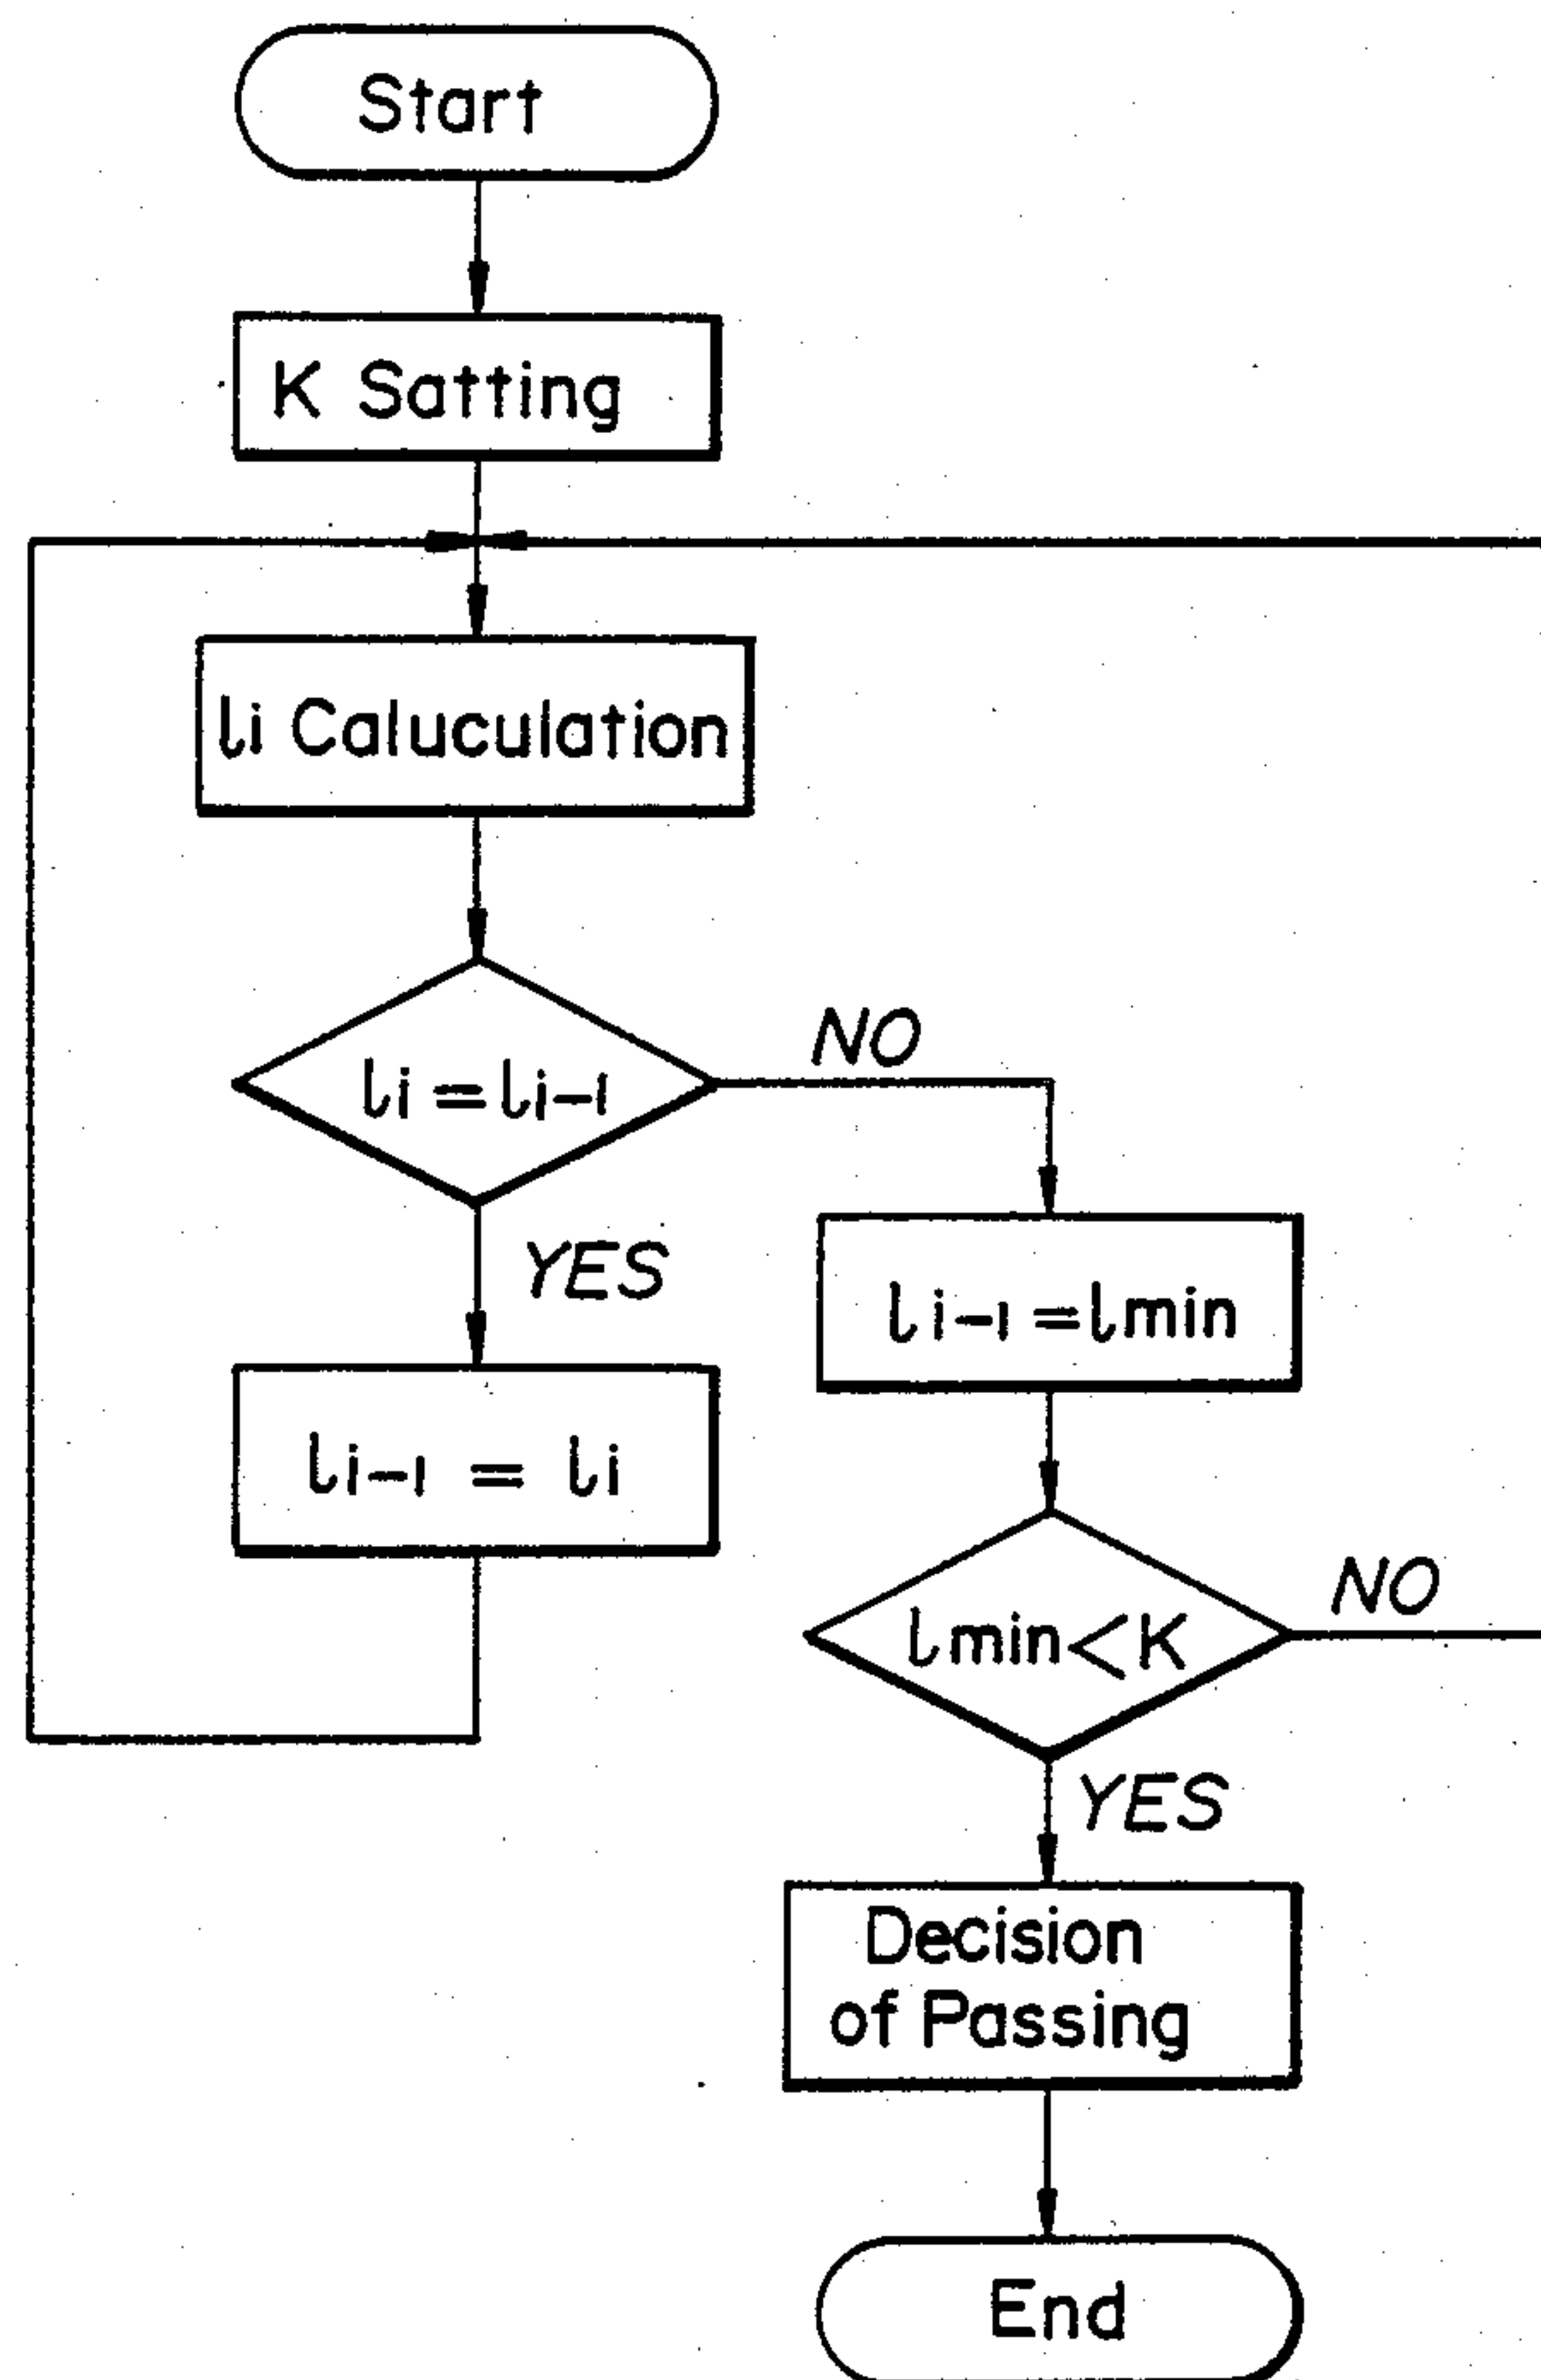 Start
K Satting
li Caluculation
li = li-1
NO
YES
li-1 = lmin
li-1 = li
lmin < K
NO
YES
Decision
of Passing
End